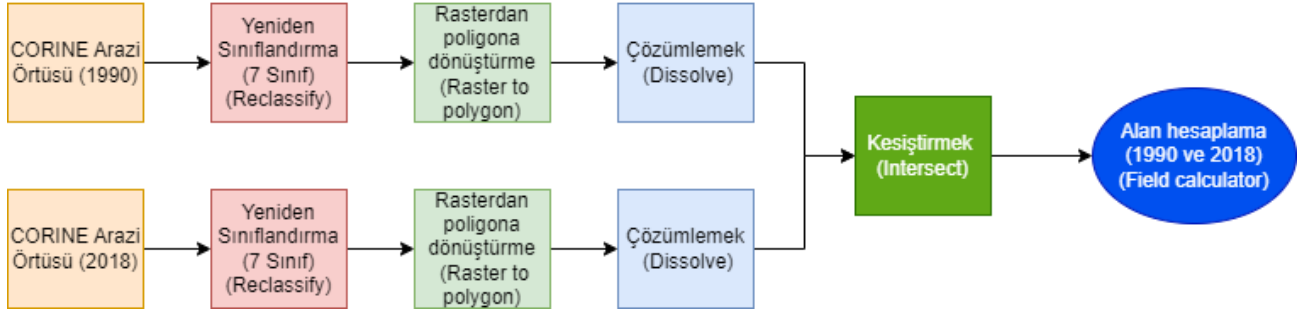 CORINE Arazi
Örtüsü (1990)
Yeniden
Sınıflandırma
(7 Sınıf)
(Reclassify)
Rasterdan
poligona
dönüştürme
(Raster to
polygon)
Çözümlemek
(Dissolve)
CORINE Arazi
Örtüsü (2018)
Yeniden
Sınıflandırma
(7 Sınıf)
(Reclassify)
Rasterdan
poligona
dönüştürme
(Raster to
polygon)
Çözümlemek
(Dissolve)
Kesiştirmek
(Intersect)
Alan hesaplama
(1990 ve 2018)
(Field calculator)